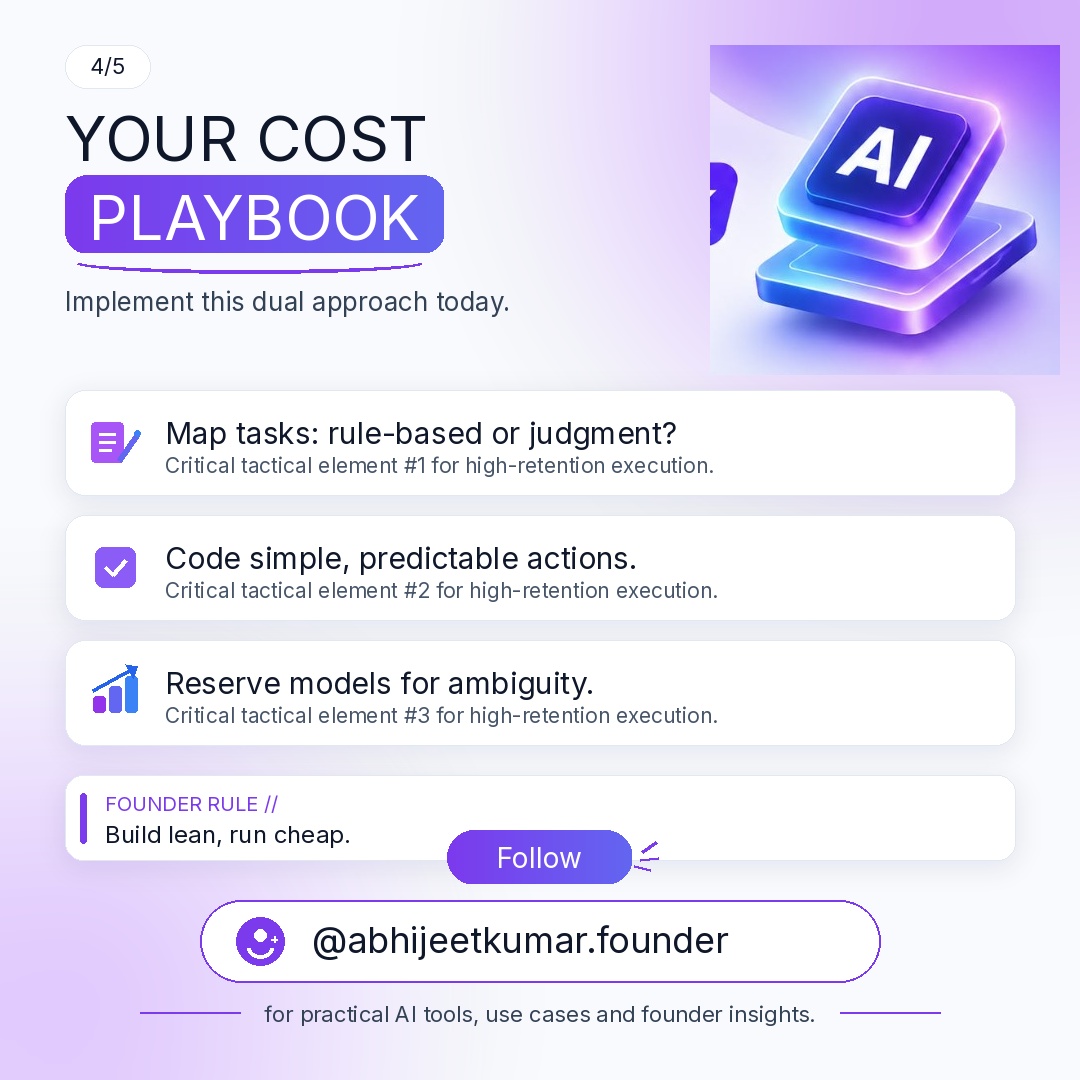 4/5
YOUR COST
PLAYBOOK
Implement this dual approach today.
AI
Map tasks: rule-based or judgment?
Critical tactical element #1 for high-retention execution.
Code simple, predictable actions.
Critical tactical element #2 for high-retention execution.
Reserve models for ambiguity.
Critical tactical element #3 for high-retention execution.
FOUNDER RULE //
Build lean, run cheap.
Follow
@abhijeetkumar.founder
for practical AI tools, use cases and founder insights.